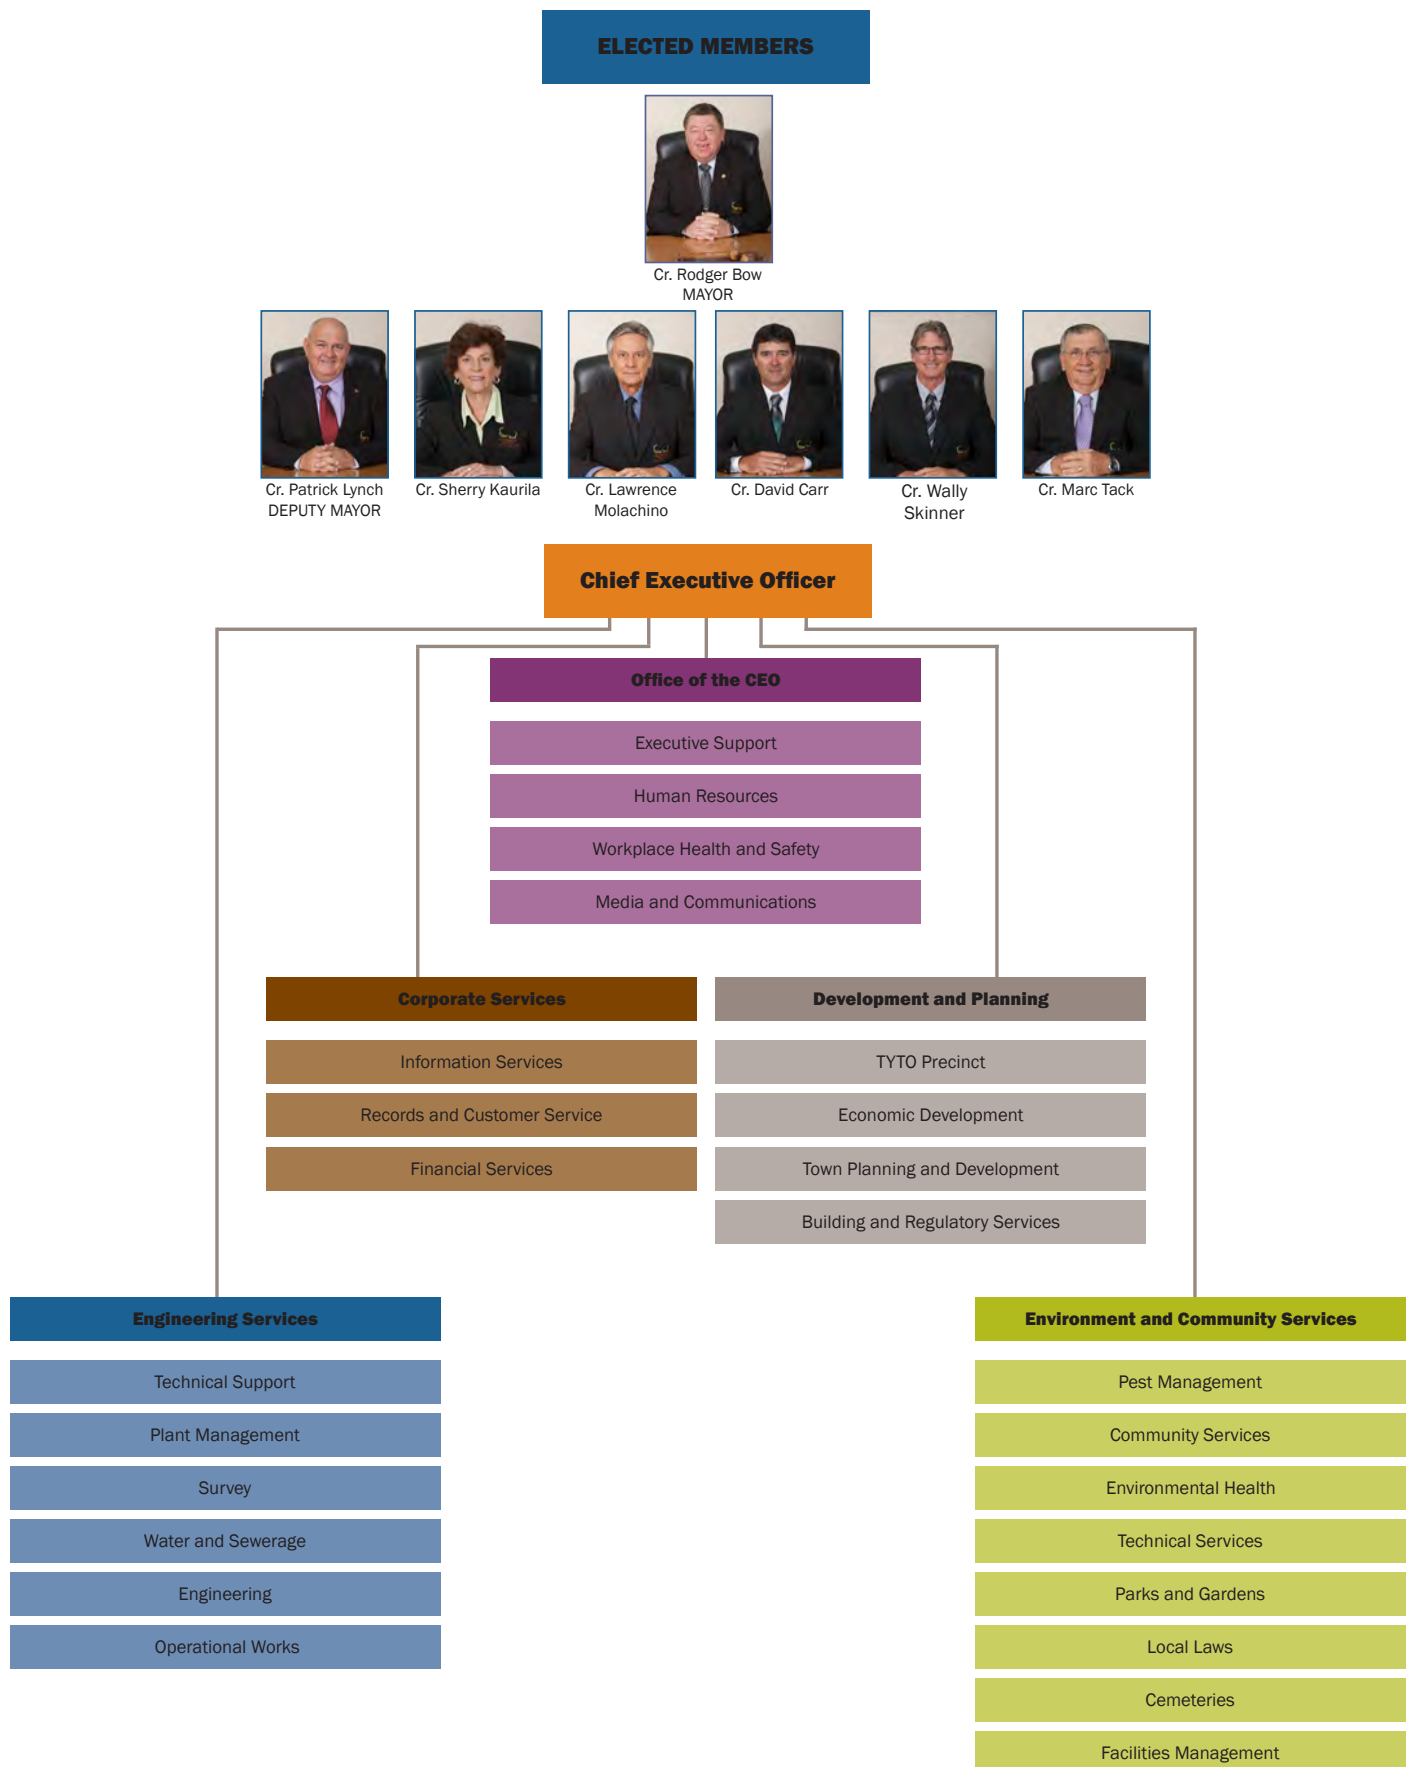 ELECTED MEMBERS
Cr. Rodger Bow
MAYOR
Cr. Patrick Lynch
DEPUTY MAYOR
Cr. Sherry Kaurila
Cr. Lawrence
Molachino
Cr. David Carr
Cr. Wally
Skinner
Cr. Marc Tack
Chief Executive Officer
Office of the CEO
Executive Support
Human Resources
Workplace Health and Safety
Media and Communications
Corporate Services
Information Services
Records and Customer Service
Financial Services
Development and Planning
TYTO Precinct
Economic Development
Town Planning and Development
Building and Regulatory Services
Engineering Services
Technical Support
Plant Management
Survey
Water and Sewerage
Engineering
Operational Works
Environment and Community Services
Pest Management
Community Services
Environmental Health
Technical Services
Parks and Gardens
Local Laws
Cemeteries
Facilities Management